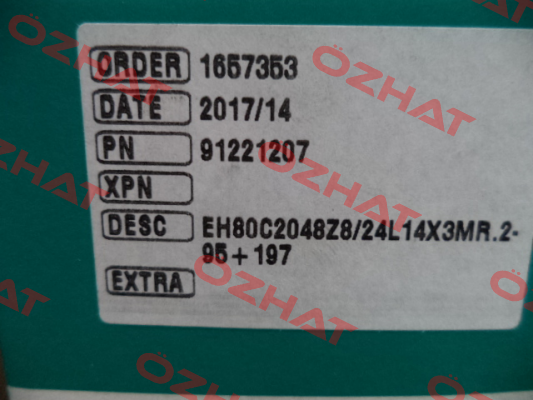 ORDER 1657353
DATE 2017/14
PN 91221207
XPN
DESC EH80C2048Z8/24L14X3MR.2-
95+197
EXTRA
ÖZHAT
ÖZHAT
ÖZHAT
ÖZHAT
ÖZHAT
ÖZHAT